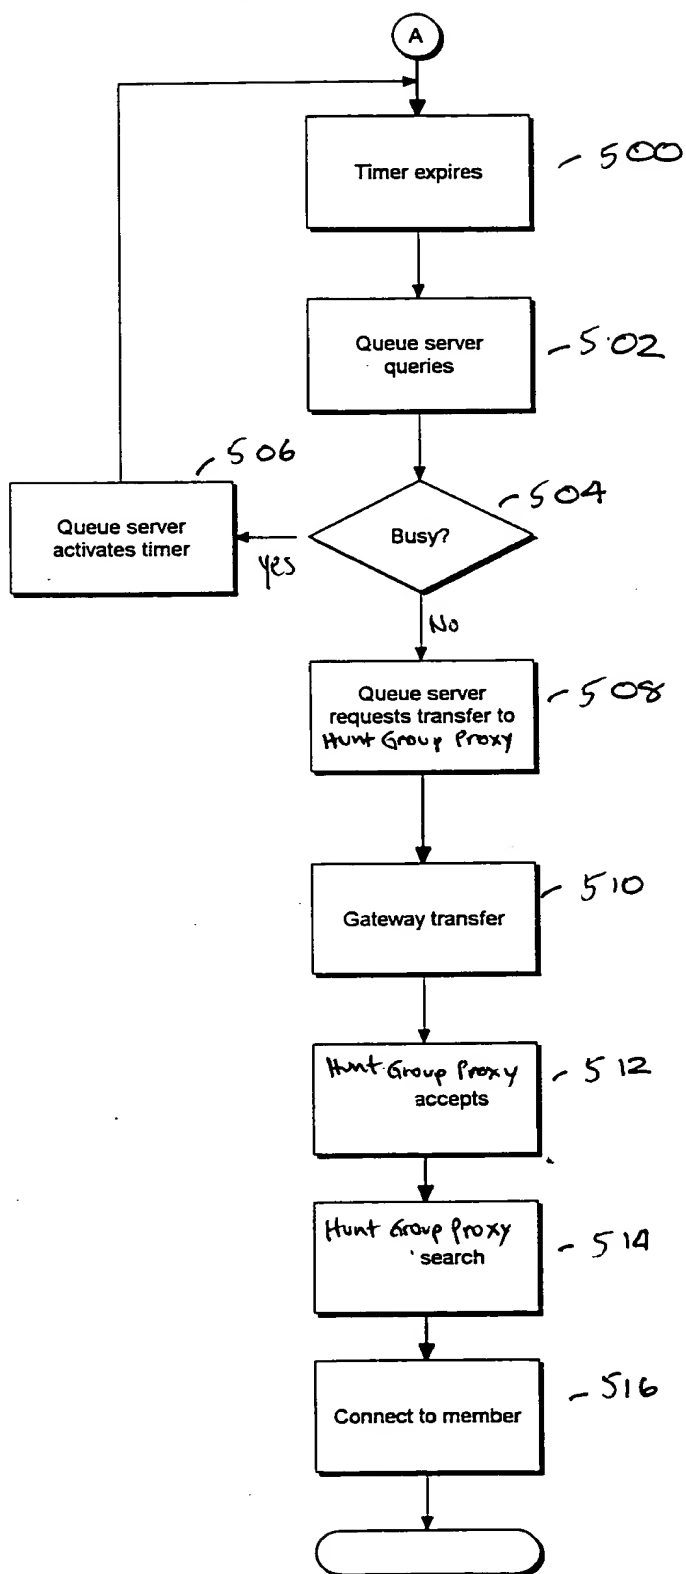 A
Timer expires
500
Queue server
queries
502
506
Queue server
activates timer
504
Busy?
yes
No
Queue server
requests transfer to
Hunt Group Proxy
508
Gateway transfer
510
Hunt Group Proxy
accepts
512
Hunt Group Proxy
search
514
Connect to member
516